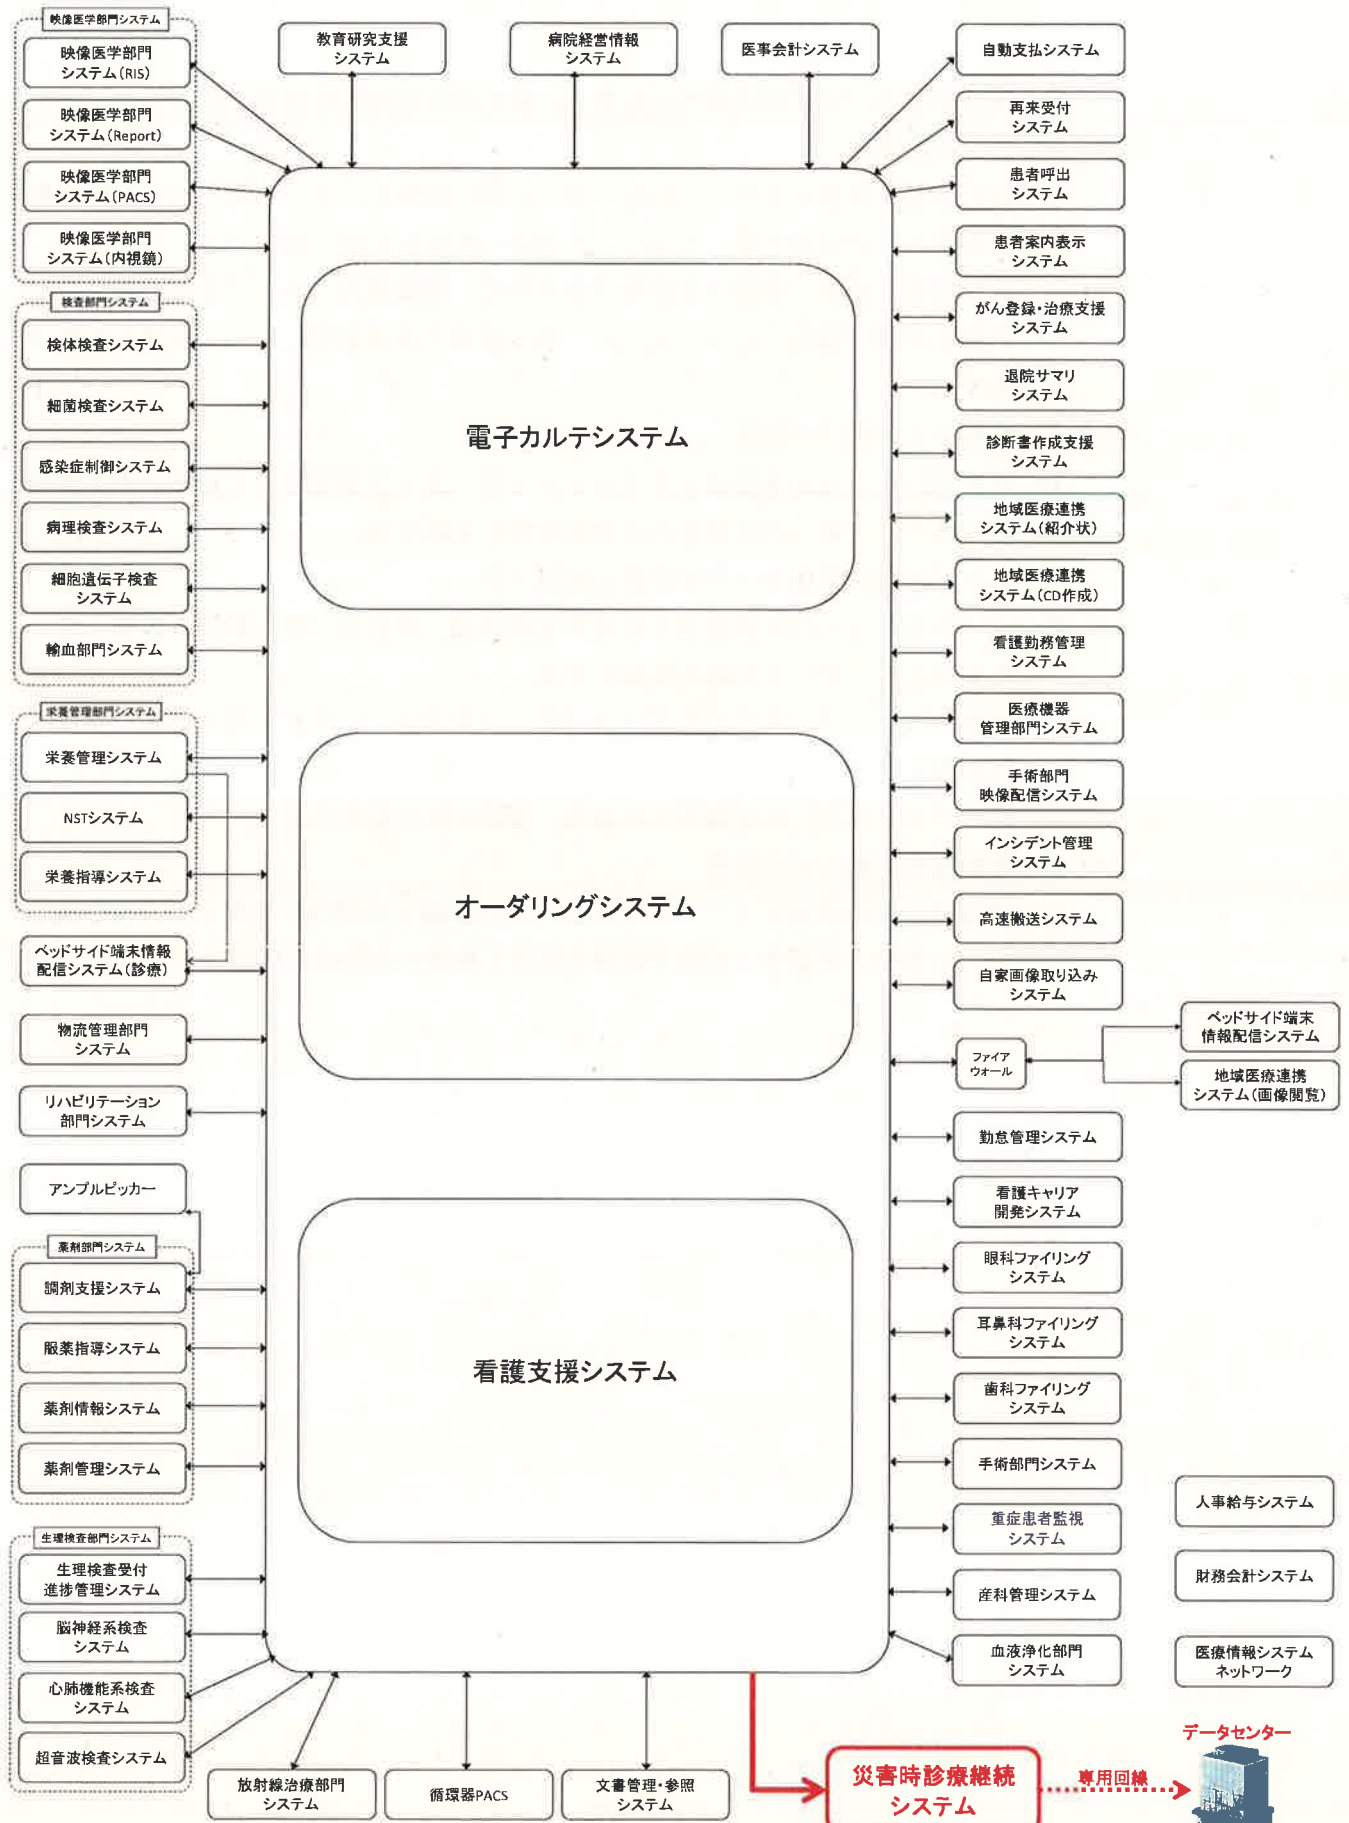 映像医学部門システム
映像医学部門
システム(RIS)
映像医学部門
システム(Report)
映像医学部門
システム(PACS)
映像医学部門
システム(内視鏡)
教育研究支援
システム
病院経営情報
システム
医事会計システム
自動支払システム
再来受付
システム
患者呼出
システム
患者案内表示
システム
がん登録・治療支援
システム
退院サマリ
システム
診断書作成支援
システム
地域医療連携
システム(紹介状)
地域医療連携
システム(CD作成)
看護勤務管理
システム
医療機器
管理部門システム
手術部門
映像配信システム
インシデント管理
システム
高速搬送システム
自家画像取り込み
システム
ファイア
ウォール
ベッドサイド端末
情報配信システム
地域医療連携
システム(画像閲覧)
勤怠管理システム
看護キャリア
開発システム
眼科ファイリング
システム
耳鼻科ファイリング
システム
歯科ファイリング
システム
手術部門システム
重症患者監視
システム
産科管理システム
血液浄化部門
システム
検査部門システム
検体検査システム
細菌検査システム
感染症制御システム
病理検査システム
細胞遺伝子検査
システム
輸血部門システム
栄養管理部門システム
栄養管理システム
NSTシステム
栄養指導システム
ベッドサイド端末情報
配信システム(診療)
物流管理部門
システム
リハビリテーション
部門システム
アンプルピッカー
薬剤部門システム
調剤支援システム
服薬指導システム
薬剤情報システム
薬剤管理システム
生理検査部門システム
生理検査受付
進捗管理システム
脳神経系検査
システム
心肺機能系検査
システム
超音波検査システム
電子カルテシステム
オーダリングシステム
看護支援システム
放射線治療部門
システム
循環器PACS
文書管理・参照
システム
災害時診療継続
システム
専用回線
データセンター
人事給与システム
財務会計システム
医療情報システム
ネットワーク